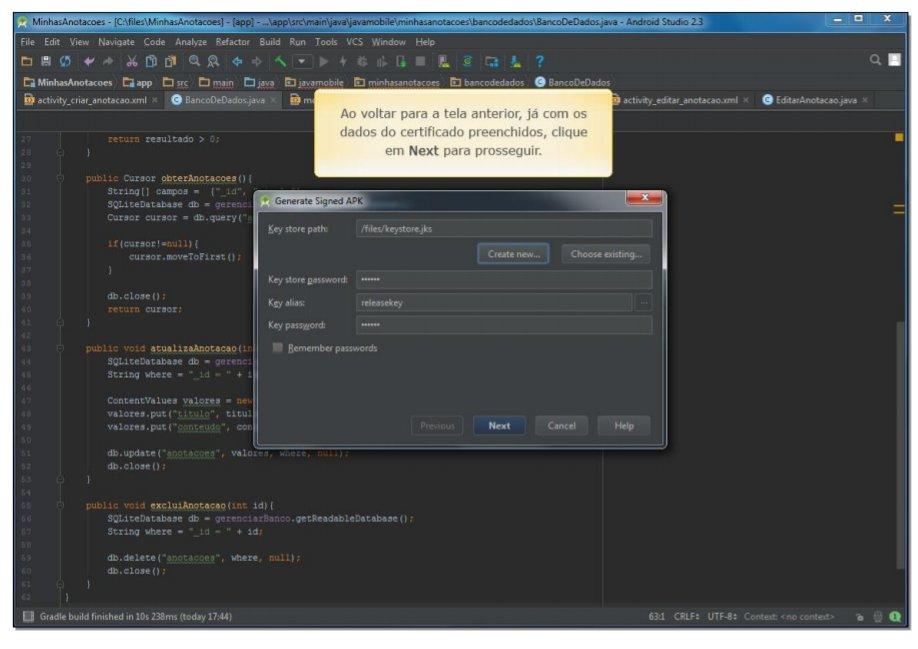 MinhasAnotacoes - [C:\files\MinhasAnotacoes] - [app] - ...\app\src\main\java\javamobile\minhasanotacoes\bancodedados\BancoDeDados.java - Android Studio 2.3
File Edit View Navigate Code Analyze Refactor Build Run Tools VCS Window Help
MinhasAnotacoes app src main java javamobile minhasanotacoes bancodedados BancoDeDados
activity_criar_anotacao.xml BancoDeDados.java activity_editar_anotacao.xml EditarAnotacao.java
Ao voltar para a tela anterior, já com os
dados do certificado preenchidos, clique
em Next para prosseguir.
27 return resultado > 0;
28 }
29
30 public Cursor obterAnotacoes(){
31 String[] campos = {"_id",
32 SQLiteDatabase db = gerenci
33 Cursor cursor = db.query("a
34
35 if(cursor!=null){
36 cursor.moveToFirst();
37 }
38
39 db.close();
40 return cursor;
41 }
42
43 public void atualizaAnotacao(in
44 SQLiteDatabase db = gerenci
45 String where = "_id = " + i
46
47 ContentValues valores = new
48 valores.put("titulo", titul
49 valores.put("conteudo", con
50
51 db.update("anotacoes", valores, where, null);
52 db.close();
53 }
54
55 public void excluiAnotacao(int id){
56 SQLiteDatabase db = gerenciarBanco.getReadableDatabase();
57 String where = "_id = " + id;
58
59 db.delete("anotacoes", where, null);
60 db.close();
61 }
62 }
Generate Signed APK
Key store path: /files/keystore.jks
Create new... Choose existing...
Key store password: ••••••
Key alias: releasekey ...
Key password: ••••••
Remember passwords
Previous Next Cancel Help
Gradle build finished in 10s 238ms (today 17:44) 63:1 CRLF UTF-8 Context: <no context>